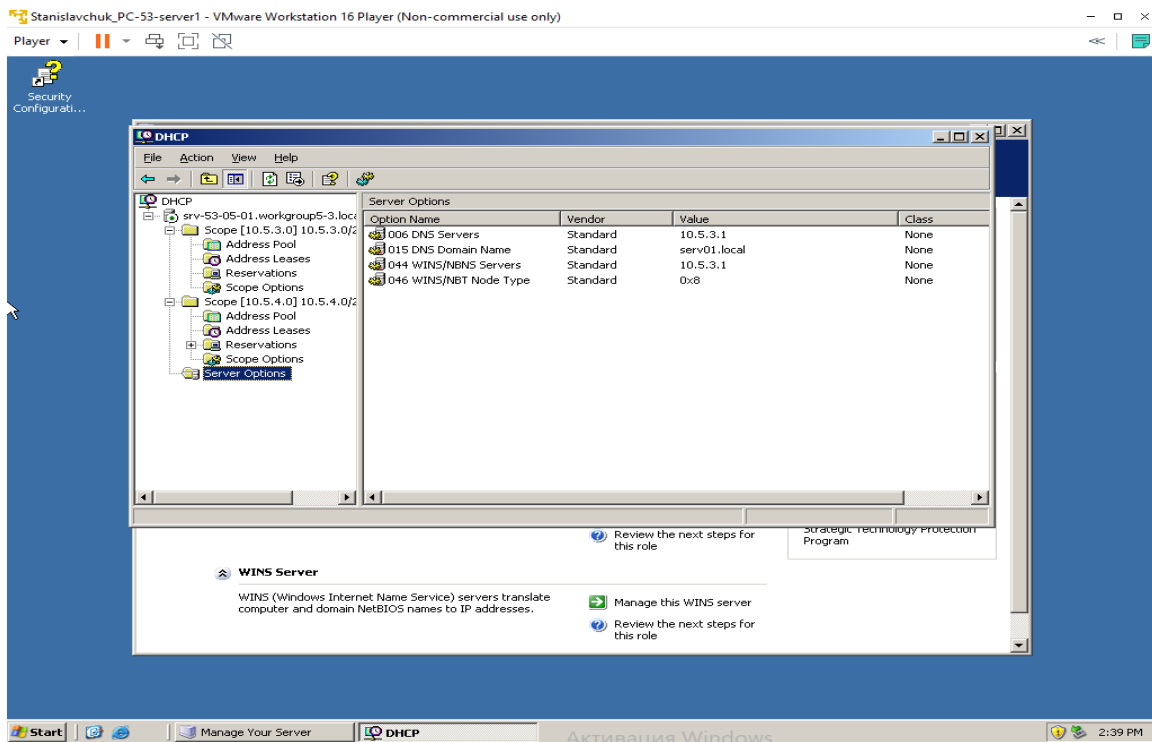 Stanislavchuk_PC-53-server1 - VMware Workstation 16 Player (Non-commercial use only)
Player
Security
Configurati...
DHCP
File Action View Help
DHCP
srv-53-05-01.workgroup5-3.loca
Scope [10.5.3.0] 10.5.3.0/2
Address Pool
Address Leases
Reservations
Scope Options
Scope [10.5.4.0] 10.5.4.0/2
Address Pool
Address Leases
Reservations
Scope Options
Server Options
Server Options
Option Name Vendor Value Class
006 DNS Servers Standard 10.5.3.1 None
015 DNS Domain Name Standard serv01.local None
044 WINS/NBNS Servers Standard 10.5.3.1 None
046 WINS/NBT Node Type Standard 0x8 None
Review the next steps for
this role
Strategic Technology Protection
Program
WINS Server
WINS (Windows Internet Name Service) servers translate
computer and domain NetBIOS names to IP addresses.
Manage this WINS server
Review the next steps for
this role
Start Manage Your Server DHCP Активация Windows 2:39 PM